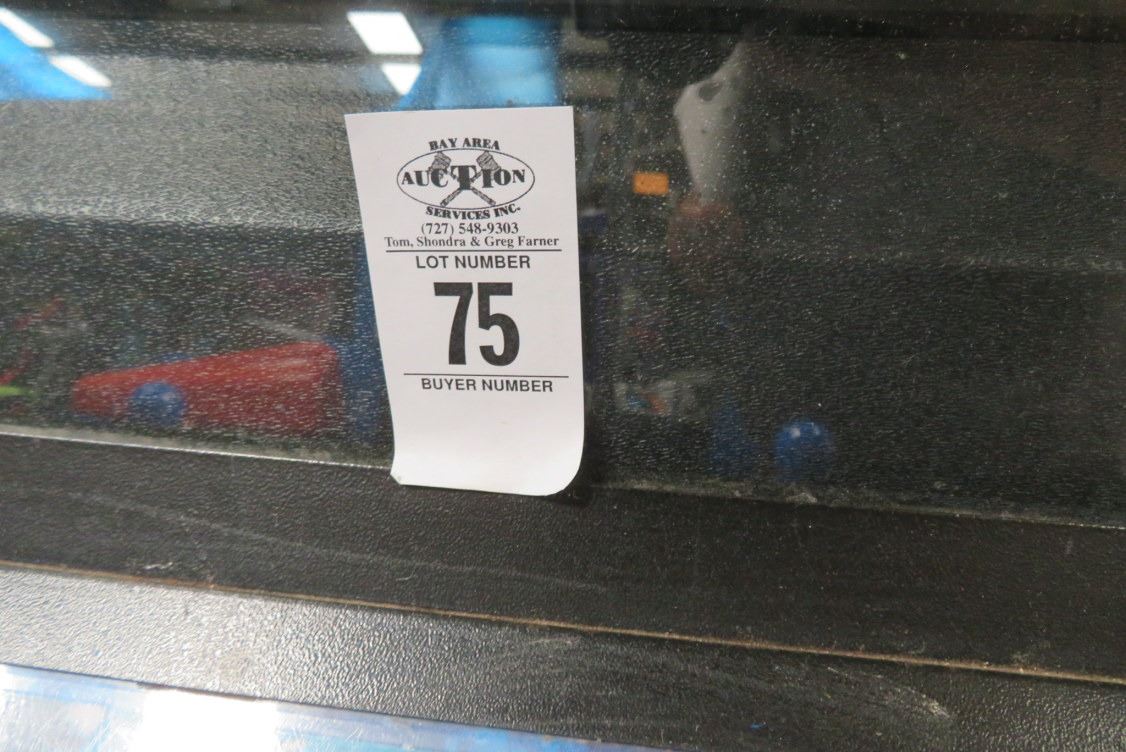 BAY AREA
AUCTION
SERVICES INC.
(727) 548-9303
Tom, Shondra & Greg Farner
LOT NUMBER
75
BUYER NUMBER